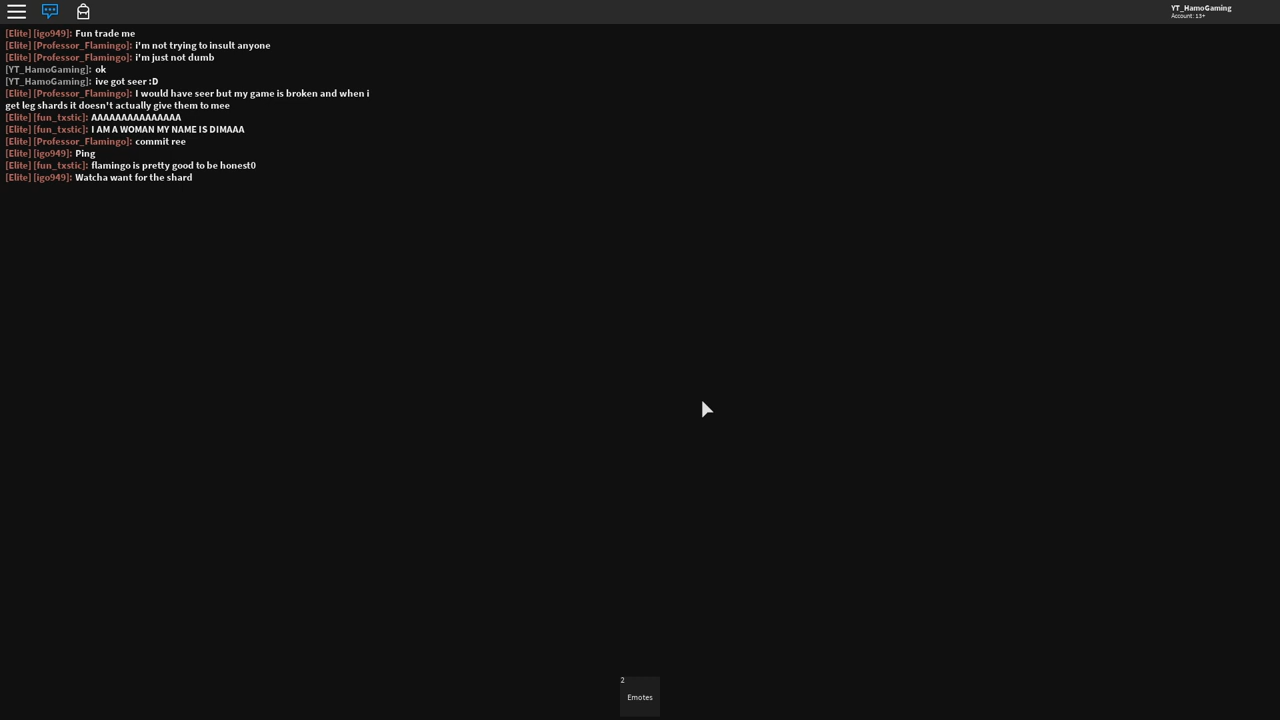 YT_HamoGaming
Account: 13+
[Elite] [igo949]: Fun trade me
[Elite] [Professor_Flamingo]: i'm not trying to insult anyone
[Elite] [Professor_Flamingo]: i'm just not dumb
[YT_HamoGaming]: ok
[YT_HamoGaming]: ive got seer :D
[Elite] [Professor_Flamingo]: I would have seer but my game is broken and when i
get leg shards it doesn't actually give them to mee
[Elite] [fun_txstic]: AAAAAAAAAAAAAAA
[Elite] [fun_txstic]: I AM A WOMAN MY NAME IS DIMAAA
[Elite] [Professor_Flamingo]: commit ree
[Elite] [igo949]: Ping
[Elite] [fun_txstic]: flamingo is pretty good to be honest0
[Elite] [igo949]: Watcha want for the shard
2
Emotes